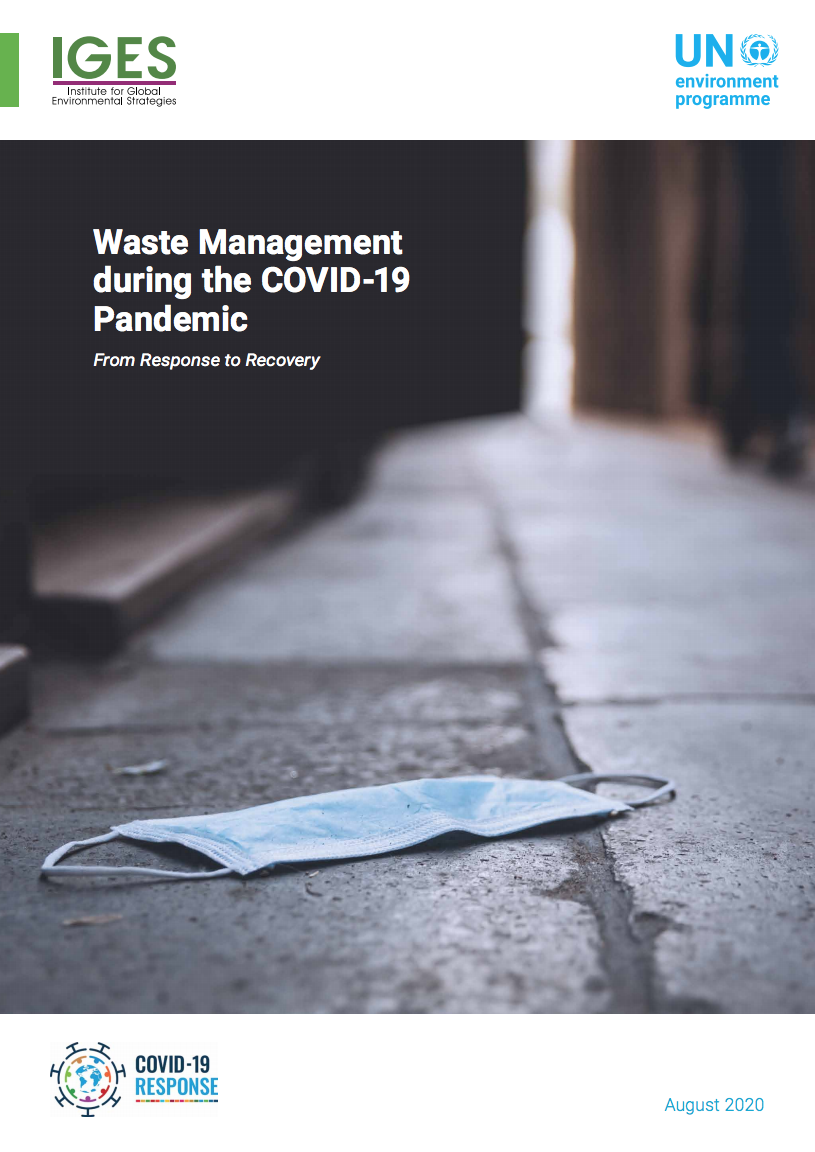 IGES
Institute for Global
Environmental Strategies
UN
environment
programme
Waste Management
during the COVID-19
Pandemic
From Response to Recovery
COVID-19
RESPONSE
August 2020